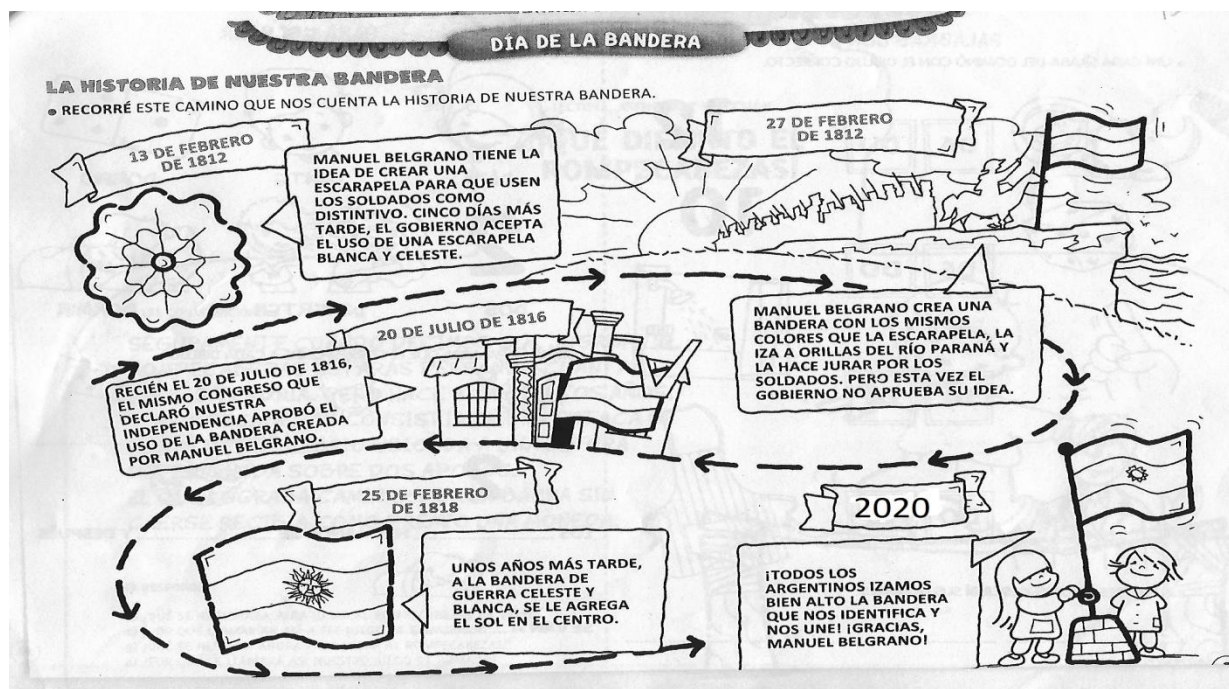 DÍA DE LA BANDERA
LA HISTORIA DE NUESTRA BANDERA
● RECORRÉ ESTE CAMINO QUE NOS CUENTA LA HISTORIA DE NUESTRA BANDERA.
13 DE FEBRERO
DE 1812
MANUEL BELGRANO TIENE LA
IDEA DE CREAR UNA
ESCARAPELA PARA QUE USEN
LOS SOLDADOS COMO
DISTINTIVO. CINCO DÍAS MÁS
TARDE, EL GOBIERNO ACEPTA
EL USO DE UNA ESCARAPELA
BLANCA Y CELESTE.
27 DE FEBRERO
DE 1812
MANUEL BELGRANO CREA UNA
BANDERA CON LOS MISMOS
COLORES QUE LA ESCARAPELA, LA
IZA A ORILLAS DEL RÍO PARANÁ Y
LA HACE JURAR POR LOS
SOLDADOS. PERO ESTA VEZ EL
GOBIERNO NO APRUEBA SU IDEA.
20 DE JULIO DE 1816
RECIÉN EL 20 DE JULIO DE 1816,
EL MISMO CONGRESO QUE
DECLARÓ NUESTRA
INDEPENDENCIA APROBÓ EL
USO DE LA BANDERA CREADA
POR MANUEL BELGRANO.
25 DE FEBRERO
DE 1818
UNOS AÑOS MÁS TARDE,
A LA BANDERA DE
GUERRA CELESTE Y
BLANCA, SE LE AGREGA
EL SOL EN EL CENTRO.
2020
¡TODOS LOS
ARGENTINOS IZAMOS
BIEN ALTO LA BANDERA
QUE NOS IDENTIFICA Y
NOS UNE! ¡GRACIAS,
MANUEL BELGRANO!